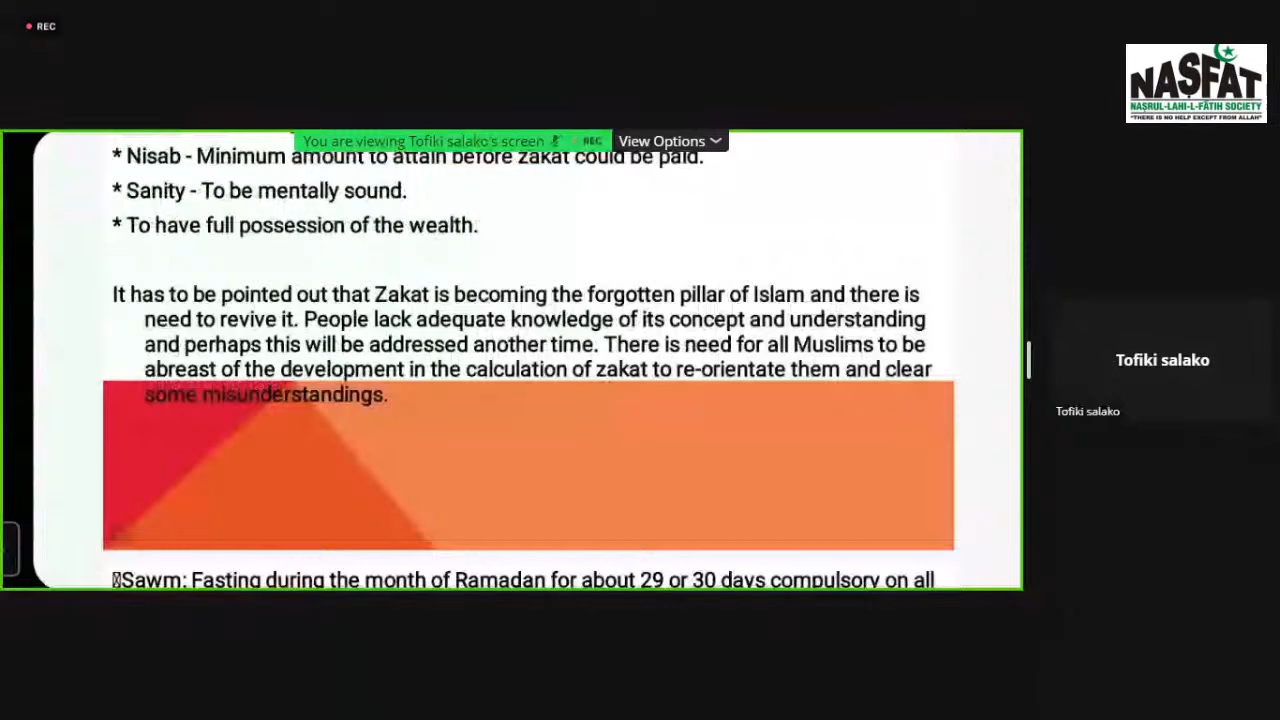 REC
NAṢFAT
NAṢRUL-LAHI-L-FĀTIH SOCIETY
"THERE IS NO HELP EXCEPT FROM ALLAH"
You are viewing Tofiki salako's screen REC View Options
* Nisab - Minimum amount to attain before zakat could be paid.
* Sanity - To be mentally sound.
* To have full possession of the wealth.
It has to be pointed out that Zakat is becoming the forgotten pillar of Islam and there is
need to revive it. People lack adequate knowledge of its concept and understanding
and perhaps this will be addressed another time. There is need for all Muslims to be
abreast of the development in the calculation of zakat to re-orientate them and clear
some misunderstandings.
Sawm: Fasting during the month of Ramadan for about 29 or 30 days compulsory on all
Tofiki salako
Tofiki salako